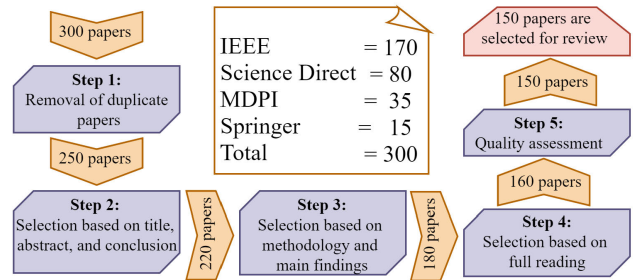 300 papers
Step 1:
Removal of duplicate
papers
250 papers
Step 2:
Selection based on title,
abstract, and conclusion
220 papers
Step 3:
Selection based on
methodology and
main findings
180 papers
Step 4:
Selection based on
full reading
160 papers
Step 5:
Quality assessment
150 papers
150 papers are
selected for review
IEEE = 170
Science Direct = 80
MDPI = 35
Springer = 15
Total = 300